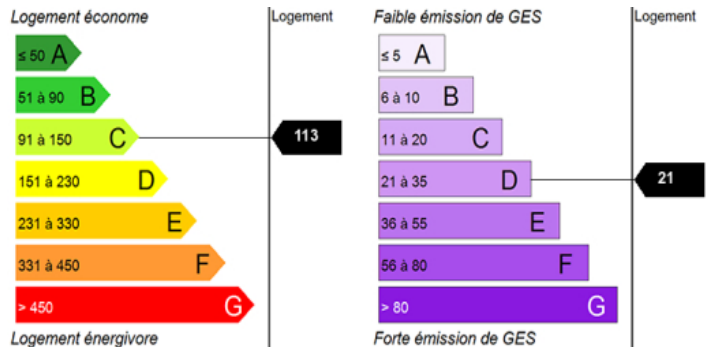 Logement économe
Logement
≤ 50 A
51 à 90 B
91 à 150 C
113
151 à 230 D
231 à 330 E
331 à 450 F
> 450 G
Logement énergivore
Faible émission de GES
Logement
≤ 5 A
6 à 10 B
11 à 20 C
21 à 35 D
21
36 à 55 E
56 à 80 F
> 80 G
Forte émission de GES